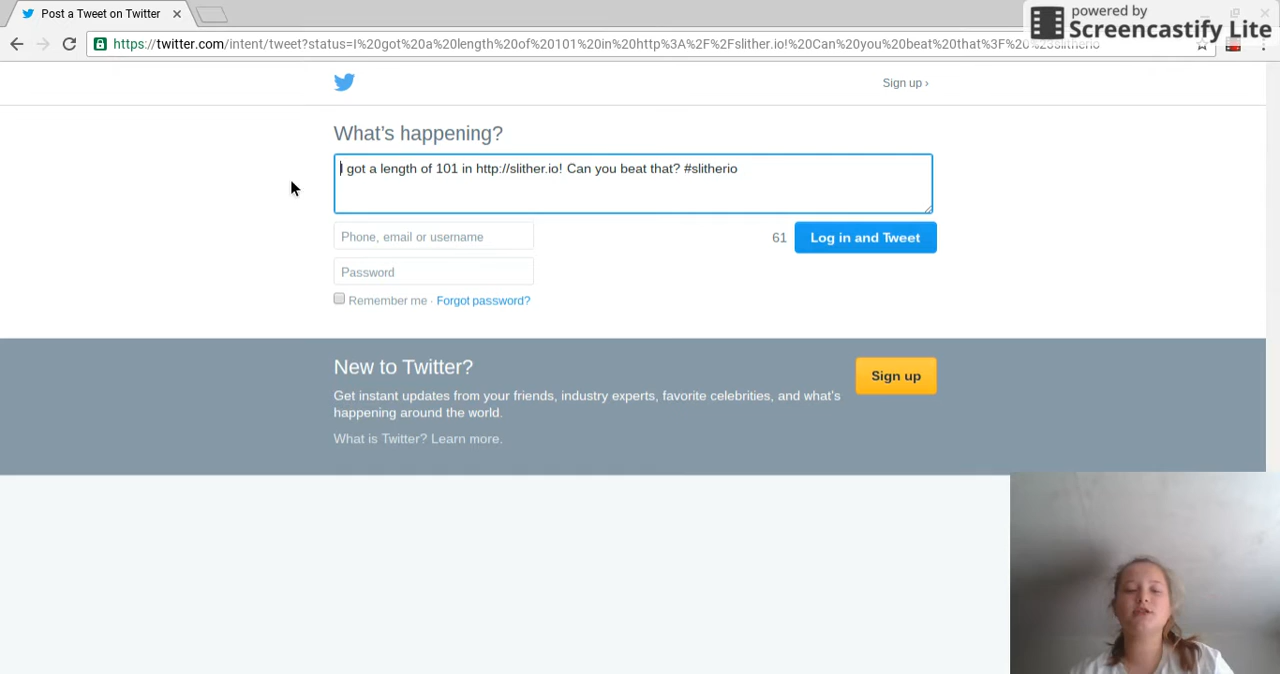 Post a Tweet on Twitter
powered by
Screencastify Lite
https://twitter.com/intent/tweet?status=I%20got%20a%20length%20of%20101%20in%20http%3A%2F%2Fslither.io!%20Can%20you%20beat%20that%3F%20%23slitherio
Sign up ›
What's happening?
I got a length of 101 in http://slither.io! Can you beat that? #slitherio
Phone, email or username
61
Log in and Tweet
Password
Remember me · Forgot password?
New to Twitter?
Sign up
Get instant updates from your friends, industry experts, favorite celebrities, and what's
happening around the world.
What is Twitter? Learn more.